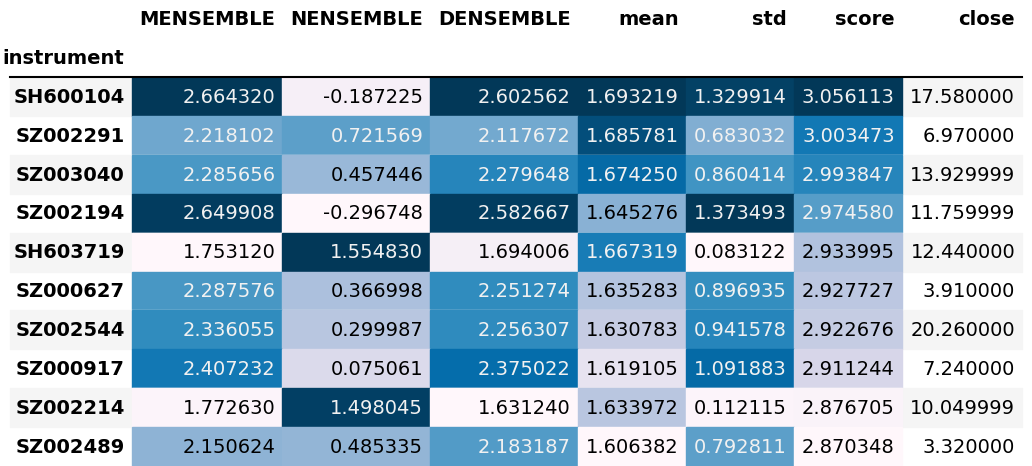 MENSEMBLE NENSEMBLE DENSEMBLE mean std score close
instrument
SH600104 2.664320 -0.187225 2.602562 1.693219 1.329914 3.056113 17.580000
SZ002291 2.218102 0.721569 2.117672 1.685781 0.683032 3.003473 6.970000
SZ003040 2.285656 0.457446 2.279648 1.674250 0.860414 2.993847 13.929999
SZ002194 2.649908 -0.296748 2.582667 1.645276 1.373493 2.974580 11.759999
SH603719 1.753120 1.554830 1.694006 1.667319 0.083122 2.933995 12.440000
SZ000627 2.287576 0.366998 2.251274 1.635283 0.896935 2.927727 3.910000
SZ002544 2.336055 0.299987 2.256307 1.630783 0.941578 2.922676 20.260000
SZ000917 2.407232 0.075061 2.375022 1.619105 1.091883 2.911244 7.240000
SZ002214 1.772630 1.498045 1.631240 1.633972 0.112115 2.876705 10.049999
SZ002489 2.150624 0.485335 2.183187 1.606382 0.792811 2.870348 3.320000